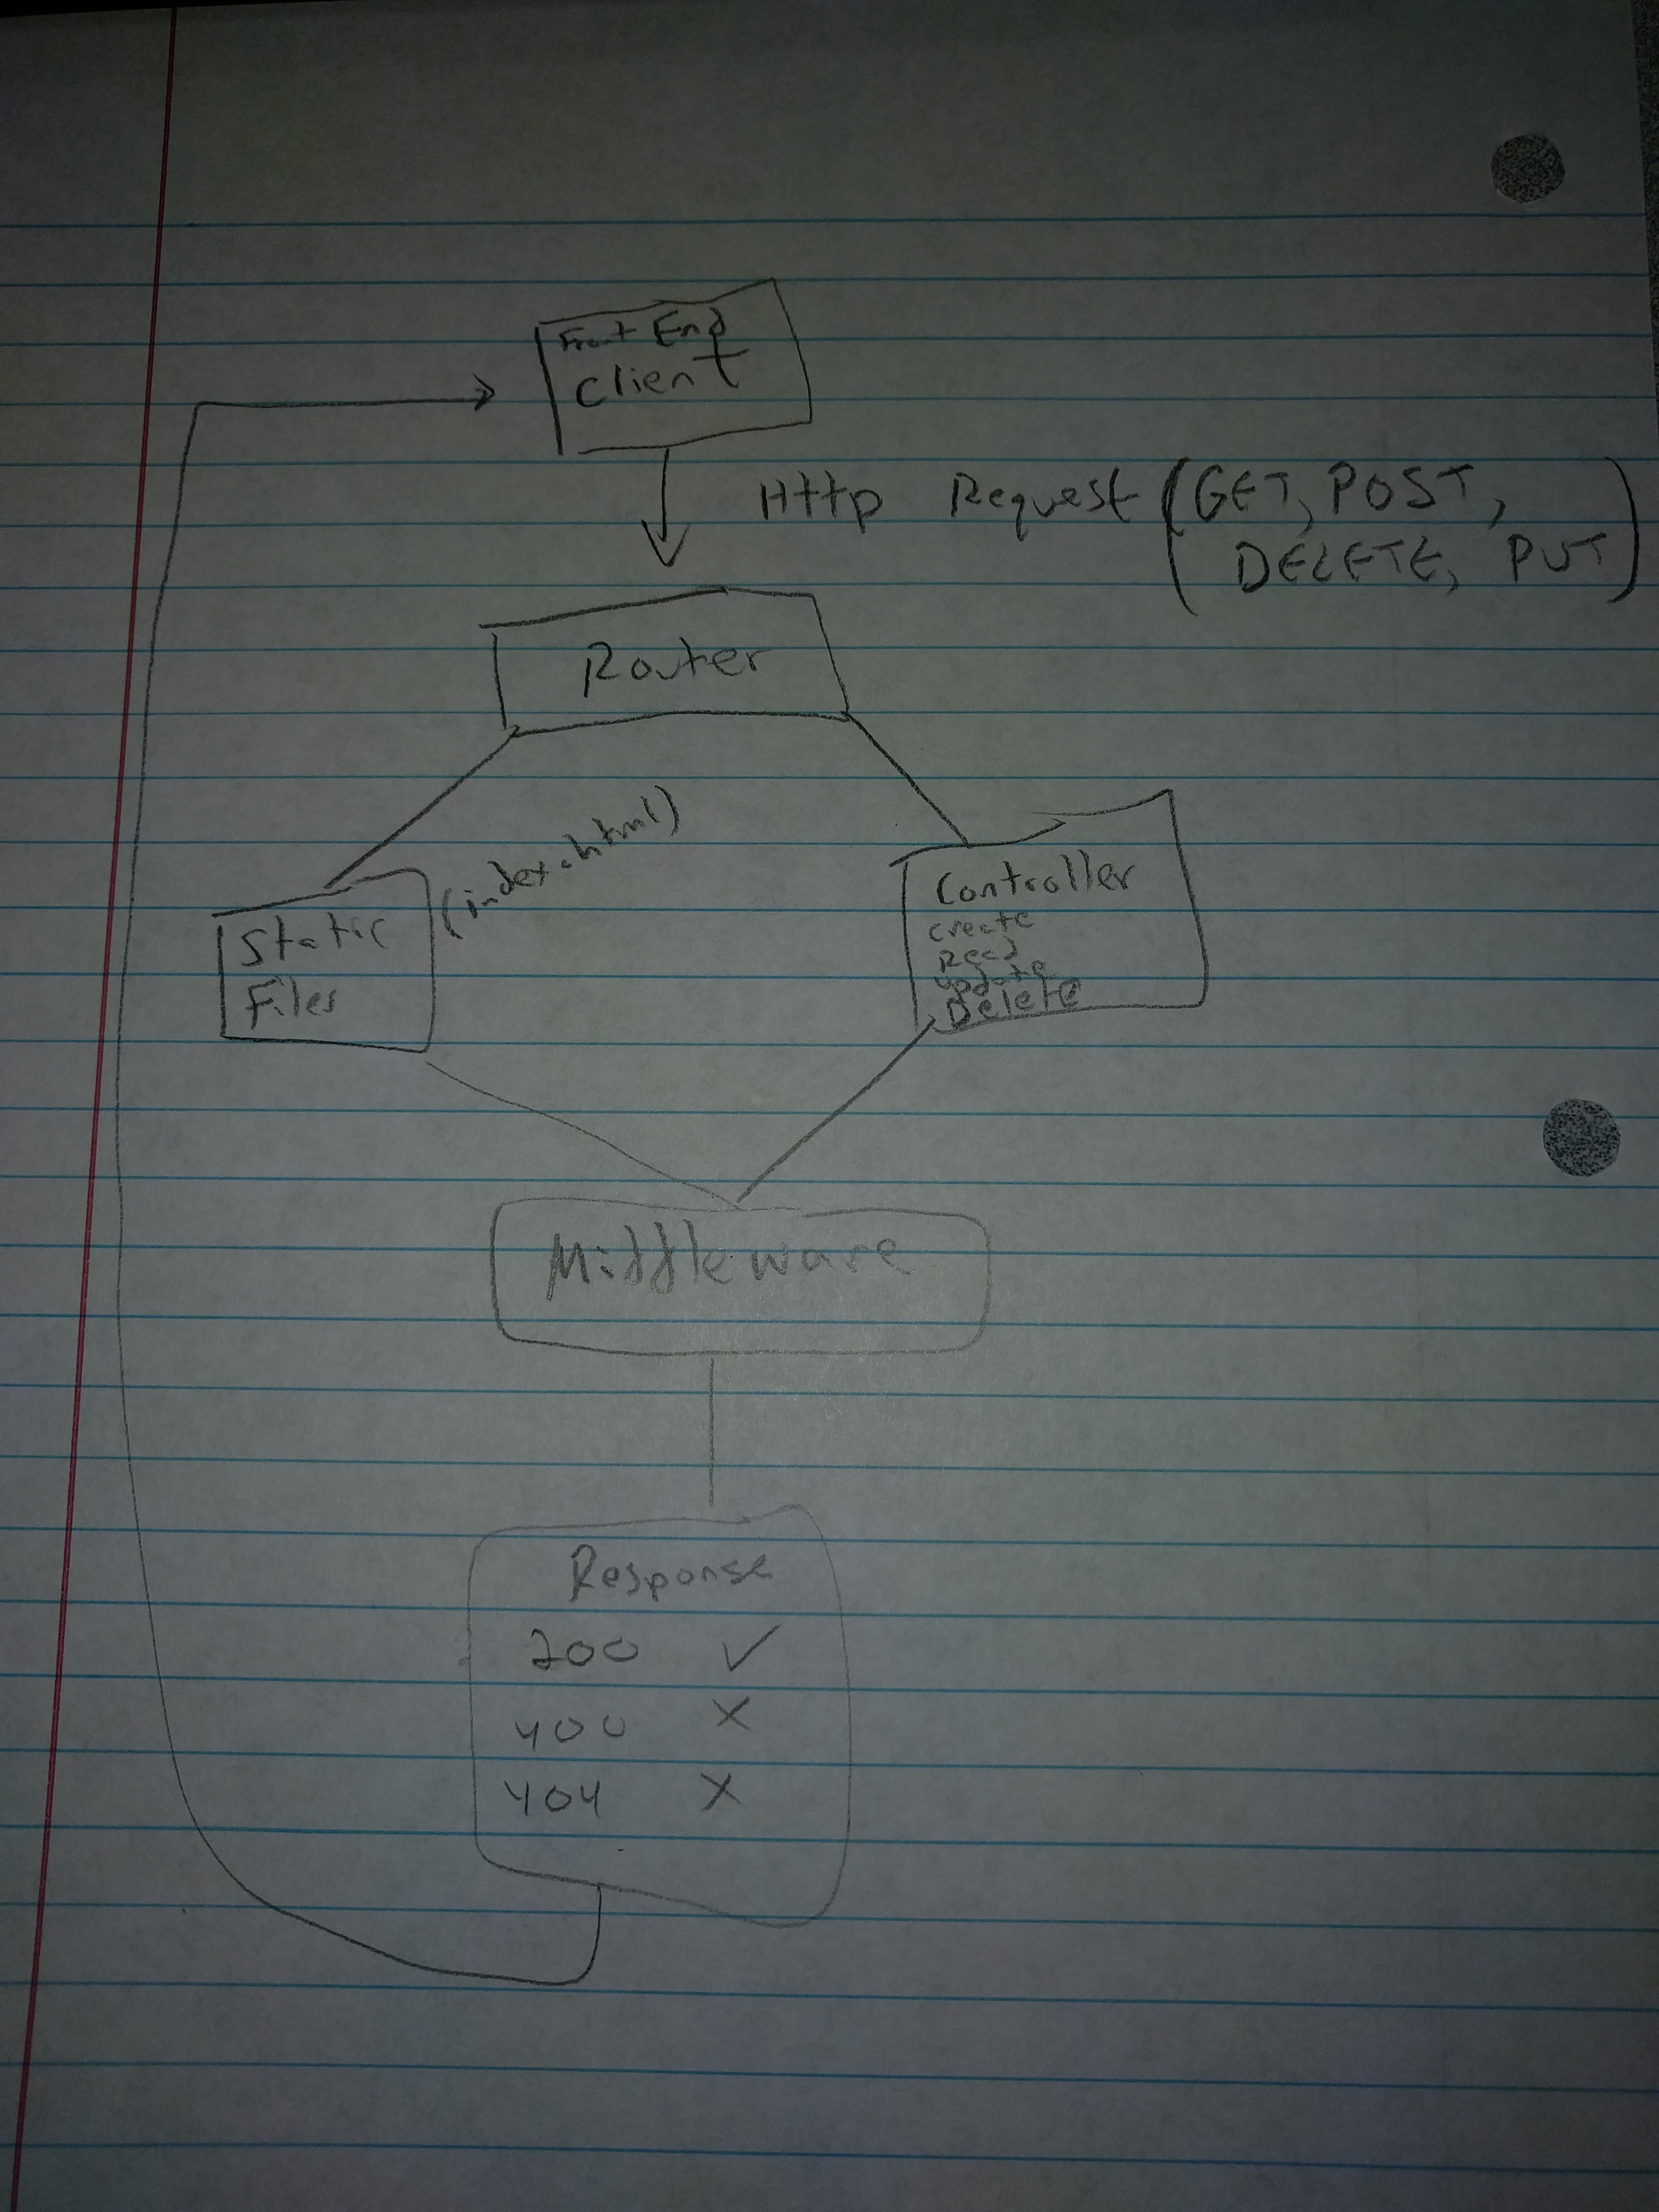 Front End
Client
Http Request (GET, POST,
DELETE, PUT)
Router
(index.html)
Static
Files
Controller
create
Read
update
Delete
Middleware
Response
200 ✓
400 X
404 X